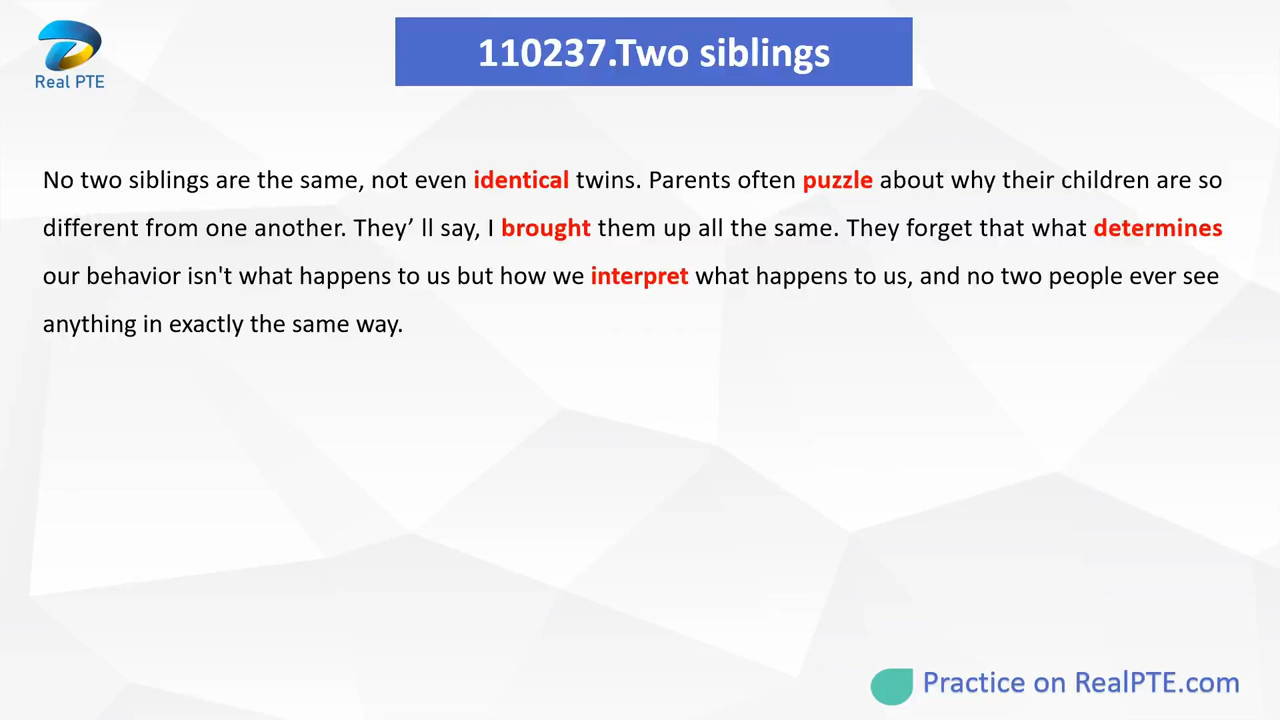 110237.Two siblings
Real PTE
No two siblings are the same, not even identical twins. Parents often puzzle about why their children are so
different from one another. They’ ll say, I brought them up all the same. They forget that what determines
our behavior isn't what happens to us but how we interpret what happens to us, and no two people ever see
anything in exactly the same way.
Practice on RealPTE.com